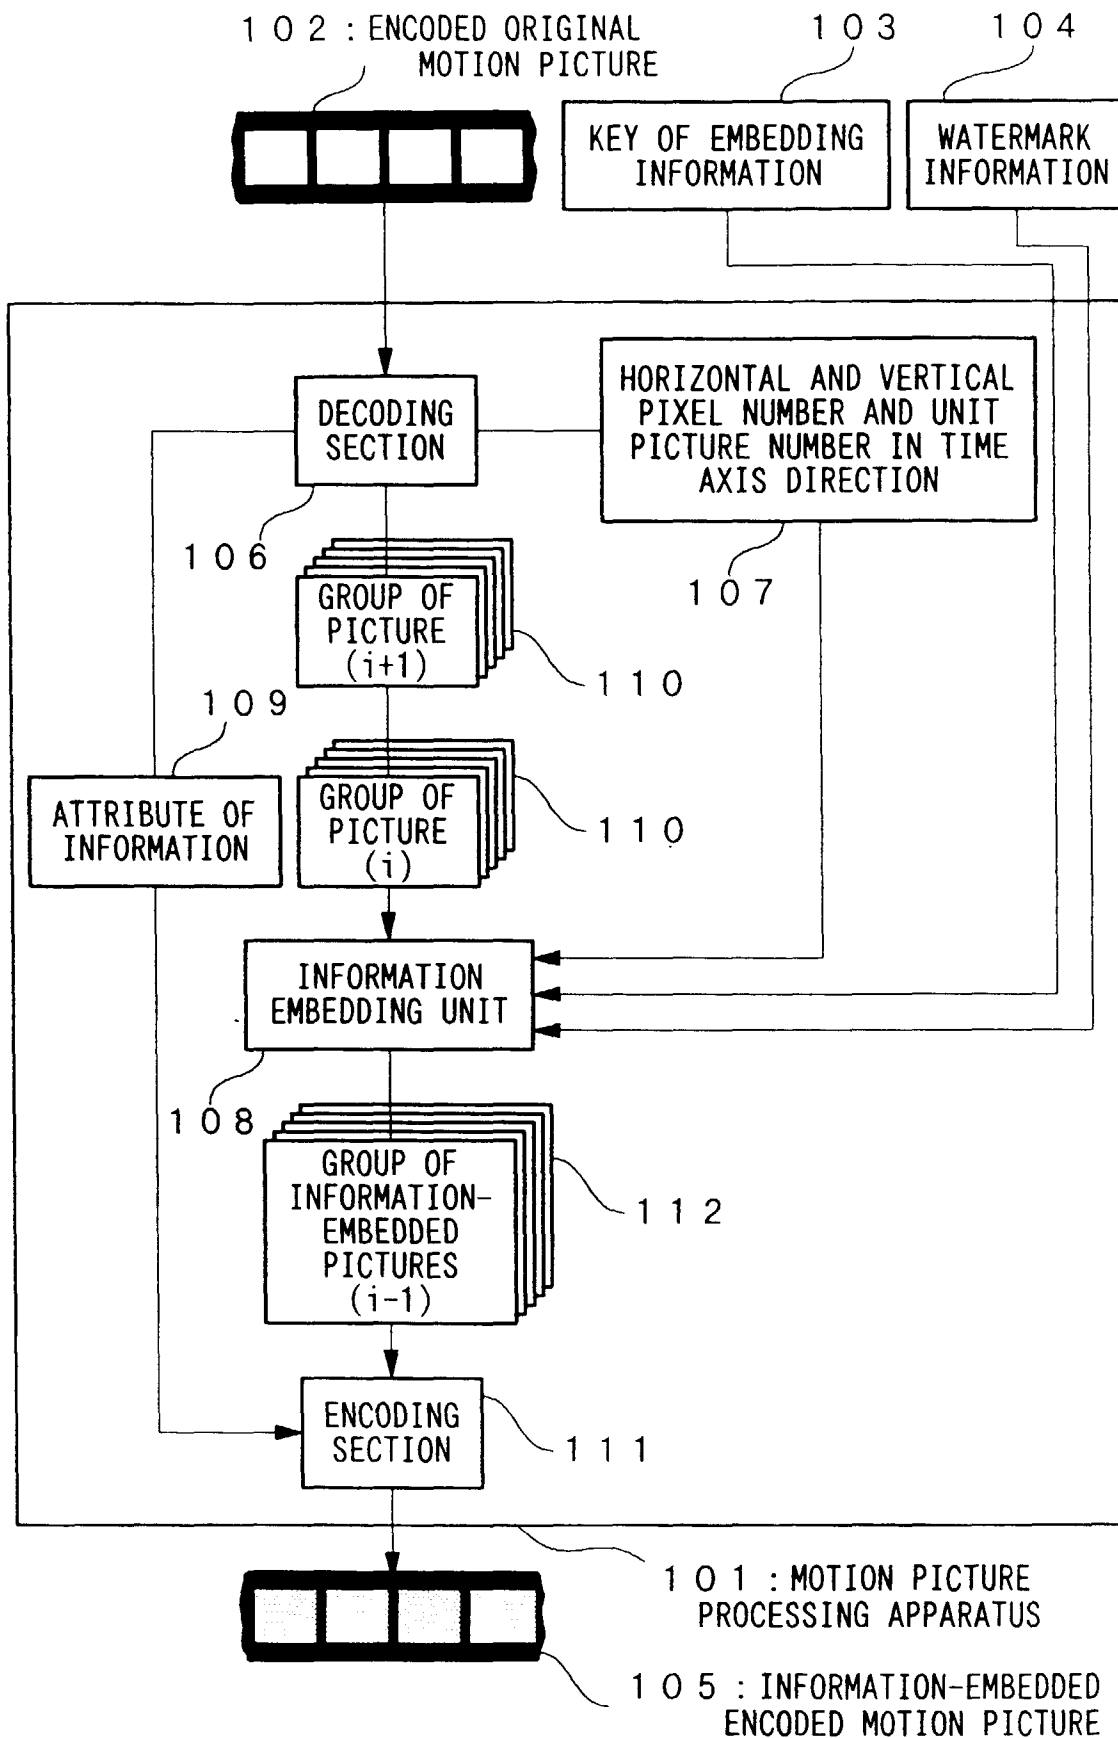 102 : ENCODED ORIGINAL
MOTION PICTURE
103
104
KEY OF EMBEDDING
INFORMATION
WATERMARK
INFORMATION
DECODING
SECTION
HORIZONTAL AND VERTICAL
PIXEL NUMBER AND UNIT
PICTURE NUMBER IN TIME
AXIS DIRECTION
106
107
GROUP OF
PICTURE
(i+1)
110
109
ATTRIBUTE OF
INFORMATION
GROUP OF
PICTURE
(i)
110
INFORMATION
EMBEDDING UNIT
108
GROUP OF
INFORMATION-
EMBEDDED
PICTURES
(i-1)
112
ENCODING
SECTION
111
101 : MOTION PICTURE
PROCESSING APPARATUS
105 : INFORMATION-EMBEDDED
ENCODED MOTION PICTURE